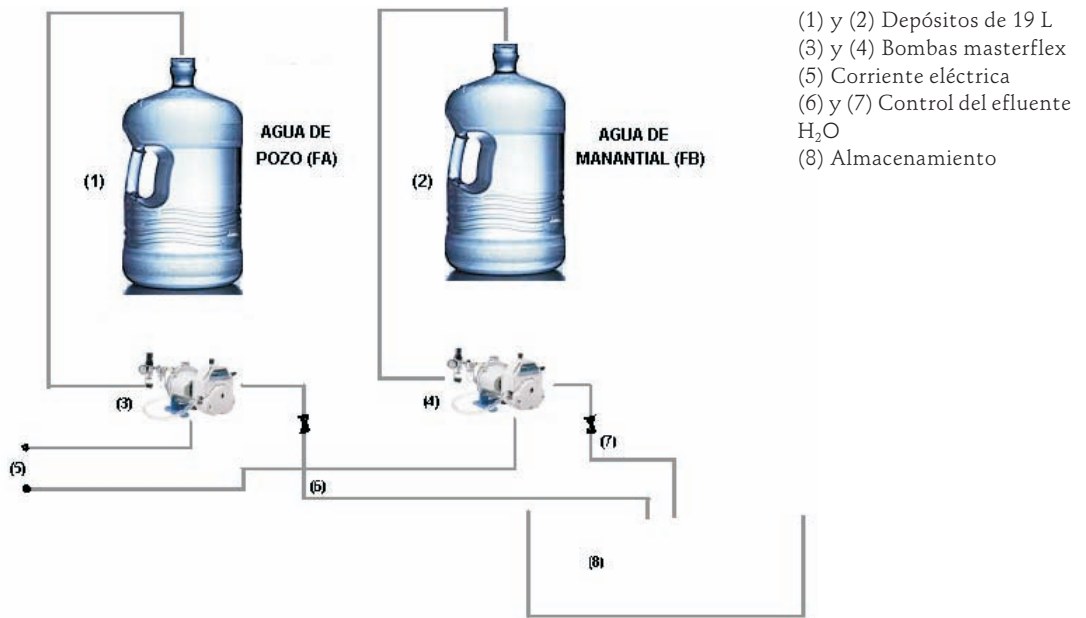 (1) y (2) Depósitos de 19 L
(3) y (4) Bombas masterflex
(5) Corriente eléctrica
(6) y (7) Control del efluente
H₂O
(8) Almacenamiento
AGUA DE
POZO (FA)
(1)
AGUA DE
MANANTIAL (FB)
(2)
(3)
(4)
(5)
(6)
(7)
(8)